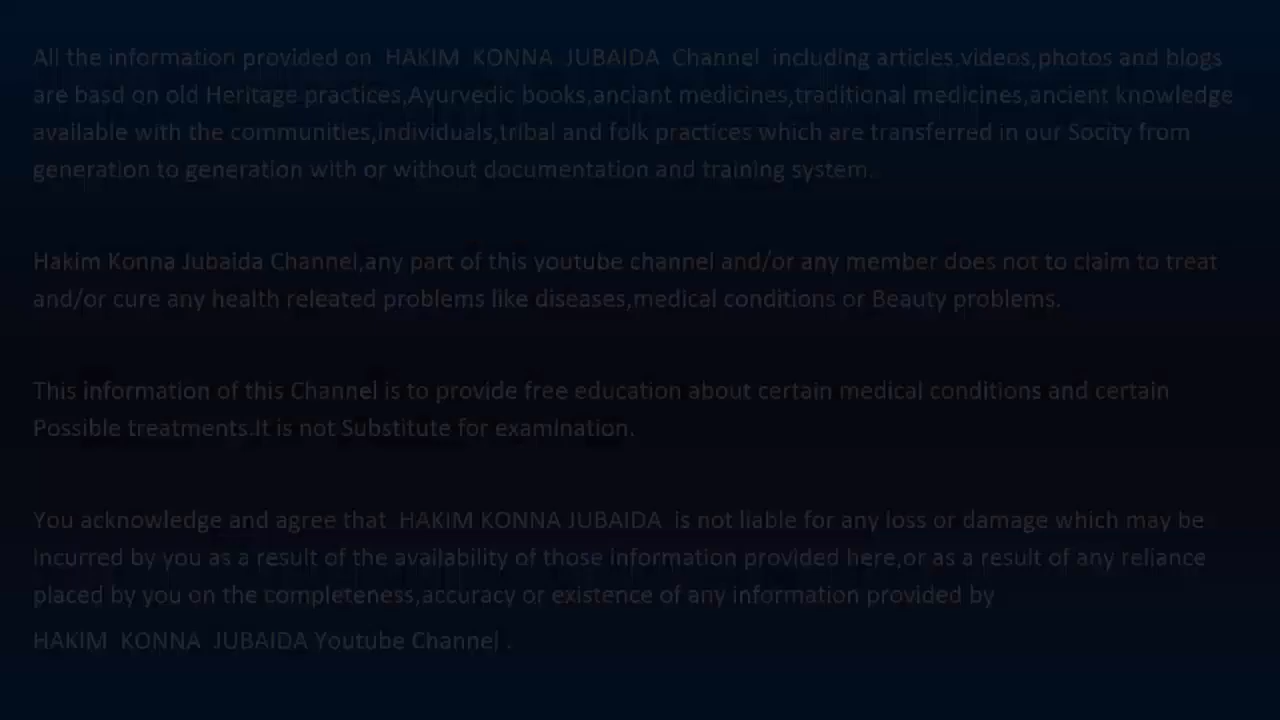 All the information provided on HAKIM KONNA JUBAIDA Channel including articles,videos,photos and blogs
are basd on old Heritage practices,Ayurvedic books,anciant medicines,traditional medicines,ancient knowledge
available with the communities,individuals,tribal and folk practices which are transferred in our Socity from
generation to generation with or without documentation and training system.
Hakim Konna Jubaida Channel,any part of this youtube channel and/or any member does not to claim to treat
and/or cure any health releated problems like diseases,medical conditions or Beauty problems.
This information of this Channel is to provide free education about certain medical conditions and certain
Possible treatments.It is not Substitute for examination.
You acknowledge and agree that HAKIM KONNA JUBAIDA is not liable for any loss or damage which may be
incurred by you as a result of the availability of those information provided here,or as a result of any reliance
placed by you on the completeness,accuracy or existence of any information provided by
HAKIM KONNA JUBAIDA Youtube Channel .